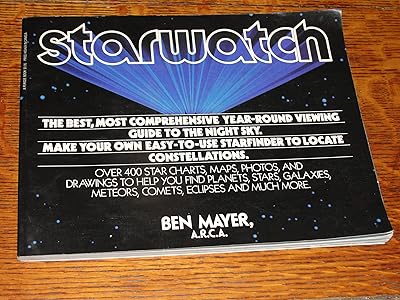 starwatch
THE BEST, MOST COMPREHENSIVE YEAR-ROUND VIEWING
GUIDE TO THE NIGHT SKY.
MAKE YOUR OWN EASY-TO-USE STARFINDER TO LOCATE
CONSTELLATIONS.
OVER 400 STAR CHARTS, MAPS, PHOTOS, AND
DRAWINGS TO HELP YOU FIND PLANETS, STARS, GALAXIES,
METEORS, COMETS, ECLIPSES AND MUCH MORE.
BEN MAYER,
A.R.C.A.